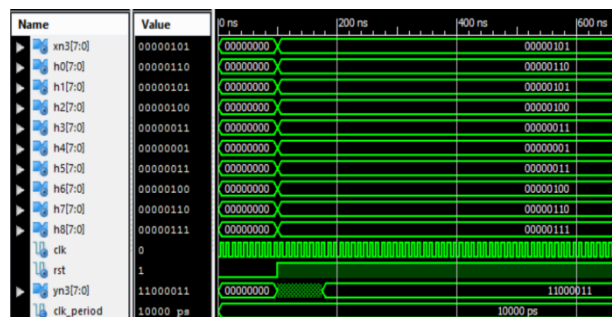 Name Value 0 ns 200 ns 400 ns 600 ns
xn3[7:0] 00000101 00000000 00000101
h0[7:0] 00000110 00000000 00000110
h1[7:0] 00000101 00000000 00000101
h2[7:0] 00000100 00000000 00000100
h3[7:0] 00000011 00000000 00000011
h4[7:0] 00000001 00000000 00000001
h5[7:0] 00000011 00000000 00000011
h6[7:0] 00000100 00000000 00000100
h7[7:0] 00000110 00000000 00000110
h8[7:0] 00000111 00000000 00000111
clk 0
rst 1
yn3[7:0] 11000011 00000000 11000011
clk_period 10000 ps 10000 ps